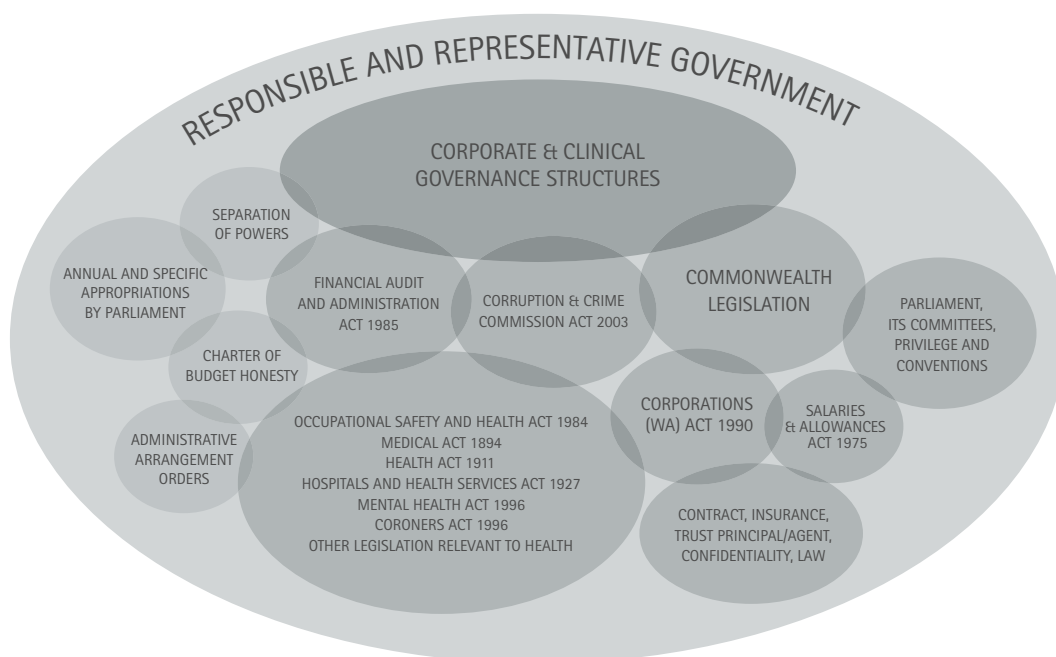 RESPONSIBLE AND REPRESENTATIVE GOVERNMENT
CORPORATE & CLINICAL
GOVERNANCE STRUCTURES
SEPARATION
OF POWERS
ANNUAL AND SPECIFIC
APPROPRIATIONS
BY PARLIAMENT
FINANCIAL AUDIT
AND ADMINISTRATION
ACT 1985
CORRUPTION & CRIME
COMMISSION ACT 2003
COMMONWEALTH
LEGISLATION
PARLIAMENT,
ITS COMMITTEES,
PRIVILEGE AND
CONVENTIONS
CHARTER OF
BUDGET HONESTY
ADMINISTRATIVE
ARRANGEMENT
ORDERS
OCCUPATIONAL SAFETY AND HEALTH ACT 1984
MEDICAL ACT 1894
HEALTH ACT 1911
HOSPITALS AND HEALTH SERVICES ACT 1927
MENTAL HEALTH ACT 1996
CORONERS ACT 1996
OTHER LEGISLATION RELEVANT TO HEALTH
CORPORATIONS
(WA) ACT 1990
SALARIES
& ALLOWANCES
ACT 1975
CONTRACT, INSURANCE,
TRUST PRINCIPAL/AGENT,
CONFIDENTIALITY, LAW